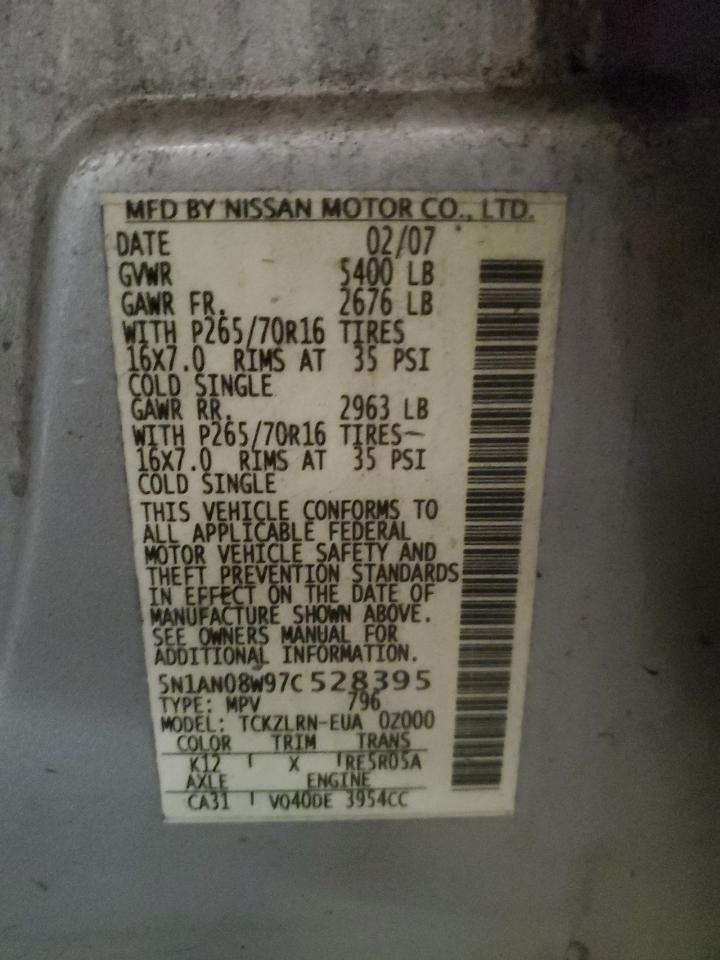 MFD BY NISSAN MOTOR CO., LTD.
DATE 02/07
GVWR 5400 LB
GAWR FR. 2676 LB
WITH P265/70R16 TIRES
16X7.0 RIMS AT 35 PSI
COLD SINGLE
GAWR RR. 2963 LB
WITH P265/70R16 TIRES
16X7.0 RIMS AT 35 PSI
COLD SINGLE
THIS VEHICLE CONFORMS TO
ALL APPLICABLE FEDERAL
MOTOR VEHICLE SAFETY AND
THEFT PREVENTION STANDARDS
IN EFFECT ON THE DATE OF
MANUFACTURE SHOWN ABOVE.
SEE OWNERS MANUAL FOR
ADDITIONAL INFORMATION.
5N1AN08W97C528395
TYPE: MPV 796
MODEL: TCKZLRN-EUA 0Z000
COLOR TRIM TRANS
K12 X RE5R05A
AXLE ENGINE
CA31 VQ40DE 3954CC